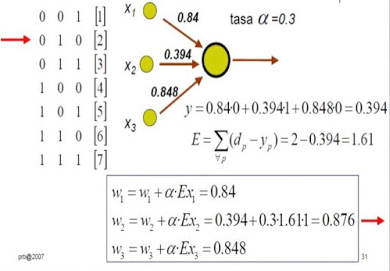 0 0 1 [1]
0 1 0 [2]
0 1 1 [3]
1 0 0 [4]
1 0 1 [5]
1 1 0 [6]
1 1 1 [7]
x₁
0.84
tasa α =0.3
x₂
0.394
x₃
0.848
y = 0.84·0 + 0.394·1 + 0.848·0 = 0.394
E = ∑(dₚ − yₚ) = 2 − 0.394 = 1.61
∀p
w₁ = w₁ + α·Ex₁ = 0.84
w₂ = w₂ + α·Ex₂ = 0.394 + 0.3·1.61·1 = 0.876
w₃ = w₃ + α·Ex₃ = 0.848
prb@2007
31